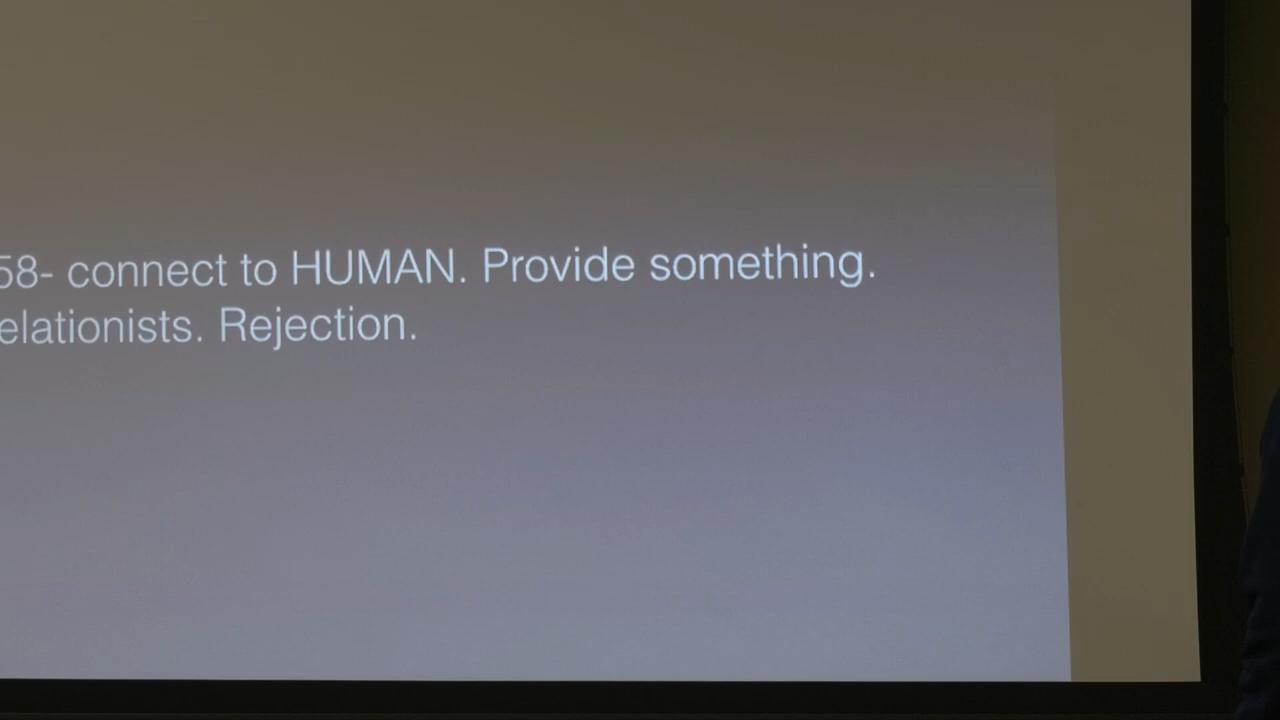 58- connect to HUMAN. Provide something.
elationists. Rejection.